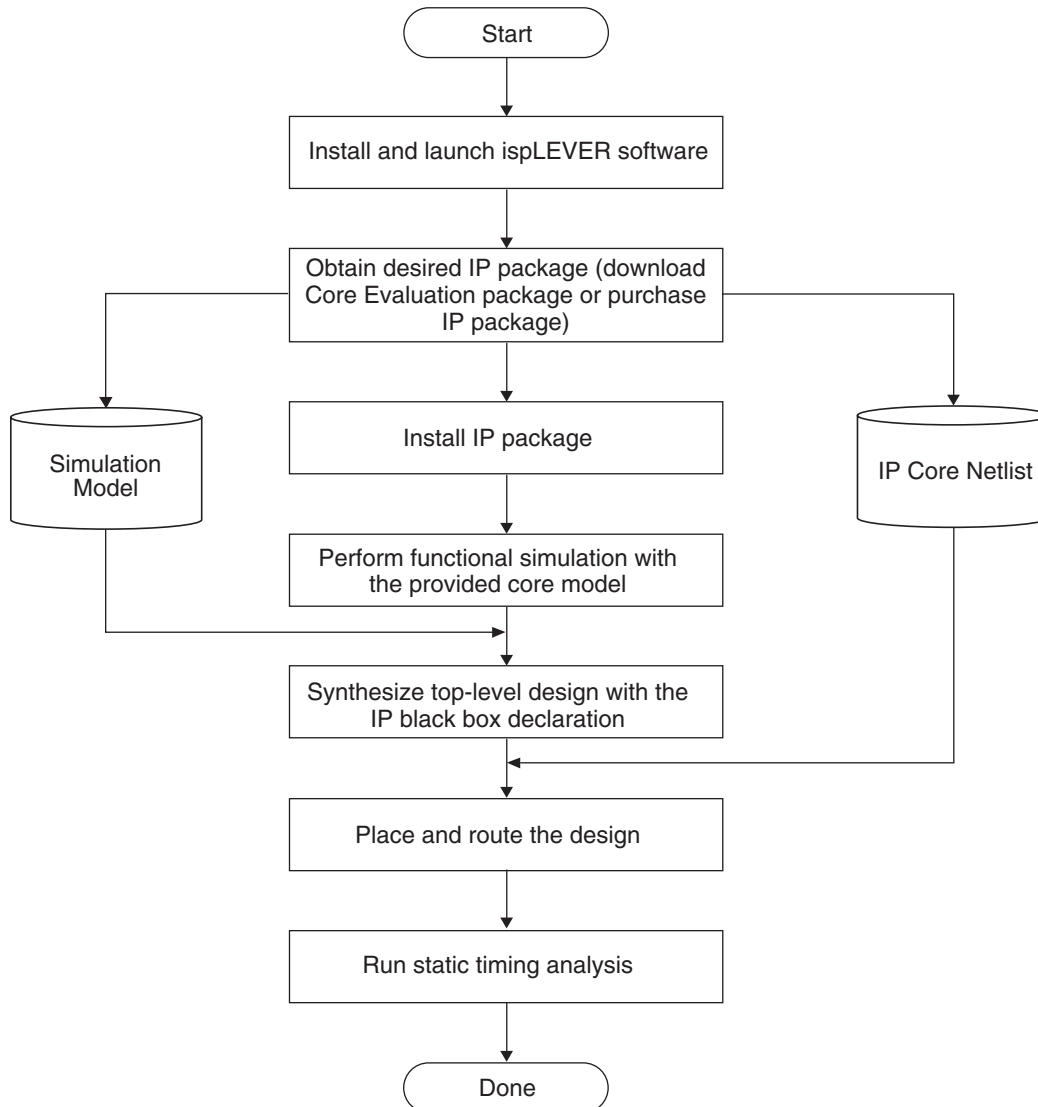 Start
Install and launch ispLEVER software
Obtain desired IP package (download
Core Evaluation package or purchase
IP package)
Install IP package
Simulation
Model
IP Core Netlist
Perform functional simulation with
the provided core model
Synthesize top-level design with the
IP black box declaration
Place and route the design
Run static timing analysis
Done